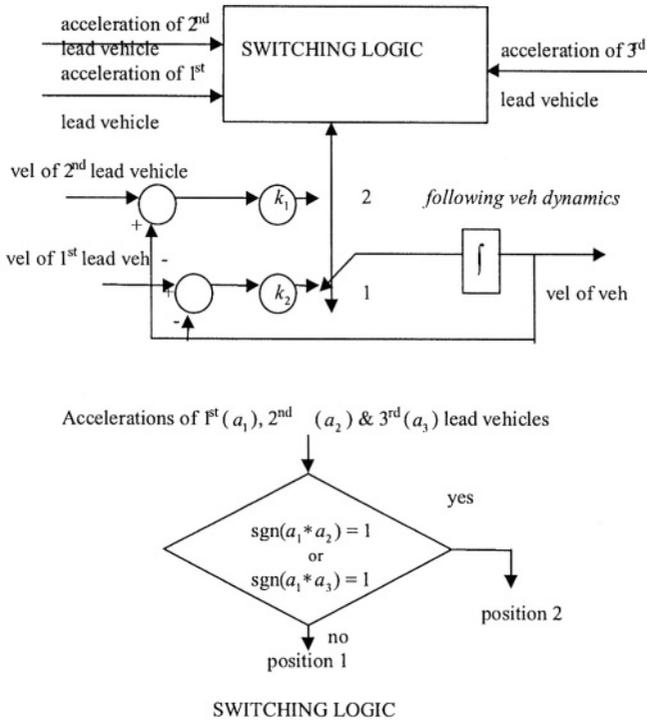 acceleration of 2nd
lead vehicle
acceleration of 1st
lead vehicle
SWITCHING LOGIC
acceleration of 3rd
lead vehicle
vel of 2nd lead vehicle
+
k1
2
following veh dynamics
vel of 1st lead veh -
+
k2
1
∫
vel of veh
-
Accelerations of 1st (a1), 2nd (a2) & 3rd (a3) lead vehicles
yes
sgn(a1*a2) = 1
or
sgn(a1*a3) = 1
position 2
no
position 1
SWITCHING LOGIC